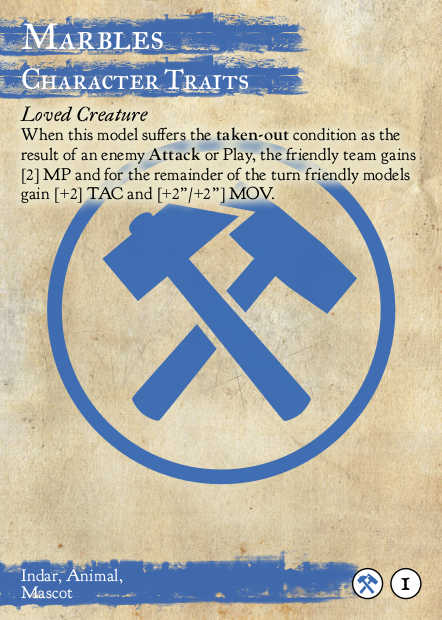 Marbles
Character Traits
Loved Creature
When this model suffers the taken-out condition as the
result of an enemy Attack or Play, the friendly team gains
[2] MP and for the remainder of the turn friendly models
gain [+2] TAC and [+2"/+2"] MOV.
Indar, Animal,
Mascot
1